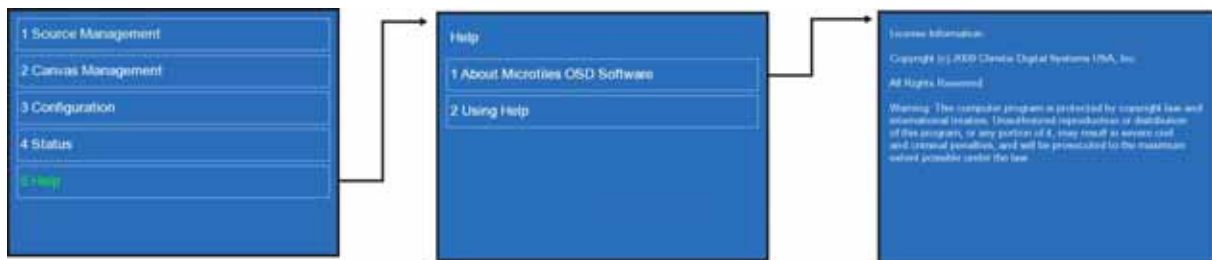 1 Source Management
2 Canvas Management
3 Configuration
4 Status
5 Help
Help
1 About Microtiles OSD Software
2 Using Help
License Information:
Copyright (c) 2009 Christie Digital Systems USA, Inc.
All Rights Reserved.
Warning: This computer program is protected by copyright law and
international treaties. Unauthorized reproduction or distribution
of this program, or any portion of it, may result in severe civil
and criminal penalties, and will be prosecuted to the maximum
extent possible under the law